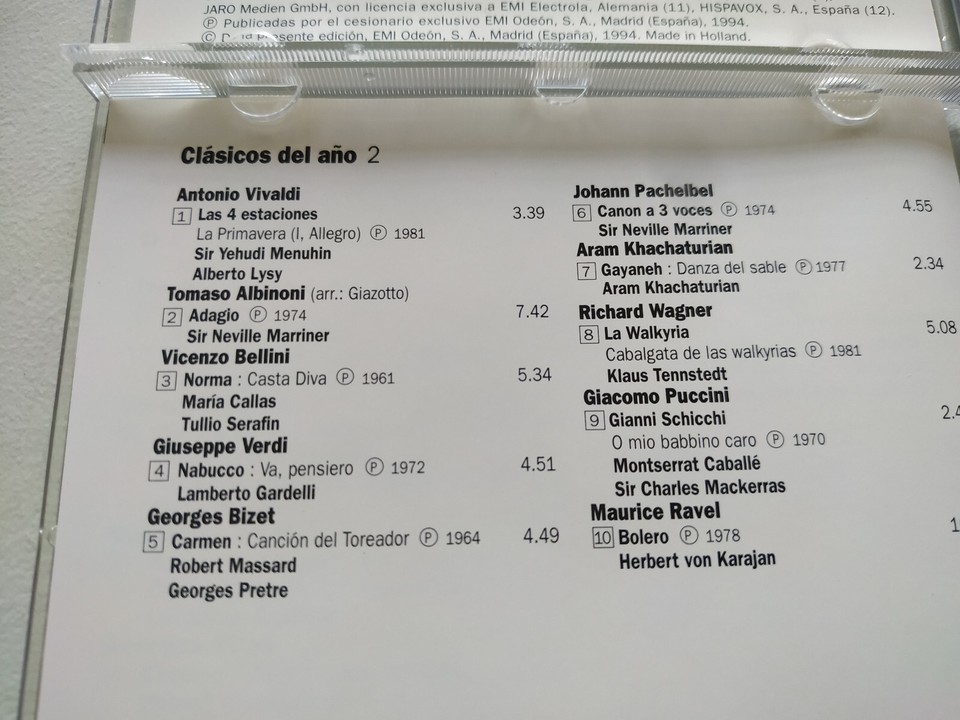 JARO Medien GmbH, con licencia exclusiva a EMI Electrola, Alemania (11), HISPAVOX, S. A., España (12).
Ⓟ Publicadas por el cesionario exclusivo EMI Odeón, S. A., Madrid (España), 1994.
© presente edición, EMI Odeón, S. A., Madrid (España), 1994. Made in Holland.
Clásicos del año 2
Antonio Vivaldi
1 Las 4 estaciones 3.39
La Primavera (I, Allegro) Ⓟ 1981
Sir Yehudi Menuhin
Alberto Lysy
Tomaso Albinoni (arr.: Giazotto)
2 Adagio Ⓟ 1974 7.42
Sir Neville Marriner
Vicenzo Bellini
3 Norma : Casta Diva Ⓟ 1961 5.34
María Callas
Tullio Serafin
Giuseppe Verdi
4 Nabucco : Va, pensiero Ⓟ 1972 4.51
Lamberto Gardelli
Georges Bizet
5 Carmen : Canción del Toreador Ⓟ 1964 4.49
Robert Massard
Georges Pretre
Johann Pachelbel
6 Canon a 3 voces Ⓟ 1974 4.55
Sir Neville Marriner
Aram Khachaturian
7 Gayaneh : Danza del sable Ⓟ 1977 2.34
Aram Khachaturian
Richard Wagner
8 La Walkyria 5.08
Cabalgata de las walkyrias Ⓟ 1981
Klaus Tennstedt
Giacomo Puccini
9 Gianni Schicchi
O mio babbino caro Ⓟ 1970
Montserrat Caballé
Sir Charles Mackerras
Maurice Ravel
10 Bolero Ⓟ 1978
Herbert von Karajan